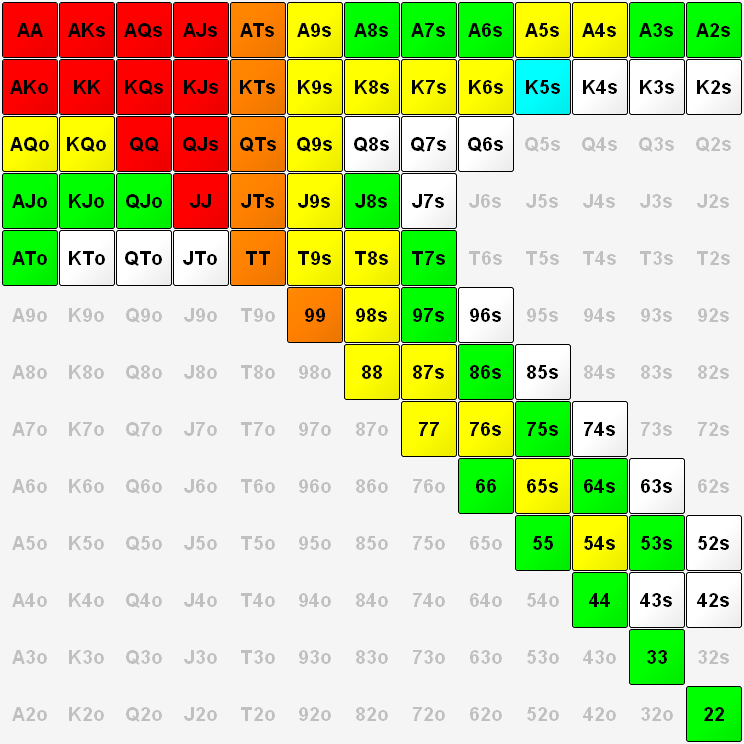 AA AKs AQs AJs ATs A9s A8s A7s A6s A5s A4s A3s A2s
AKo KK KQs KJs KTs K9s K8s K7s K6s K5s K4s K3s K2s
AQo KQo QQ QJs QTs Q9s Q8s Q7s Q6s Q5s Q4s Q3s Q2s
AJo KJo QJo JJ JTs J9s J8s J7s J6s J5s J4s J3s J2s
ATo KTo QTo JTo TT T9s T8s T7s T6s T5s T4s T3s T2s
A9o K9o Q9o J9o T9o 99 98s 97s 96s 95s 94s 93s 92s
A8o K8o Q8o J8o T8o 98o 88 87s 86s 85s 84s 83s 82s
A7o K7o Q7o J7o T7o 97o 87o 77 76s 75s 74s 73s 72s
A6o K6o Q6o J6o T6o 96o 86o 76o 66 65s 64s 63s 62s
A5o K5o Q5o J5o T5o 95o 85o 75o 65o 55 54s 53s 52s
A4o K4o Q4o J4o T4o 94o 84o 74o 64o 54o 44 43s 42s
A3o K3o Q3o J3o T3o 93o 83o 73o 63o 53o 43o 33 32s
A2o K2o Q2o J2o T2o 92o 82o 72o 62o 52o 42o 32o 22